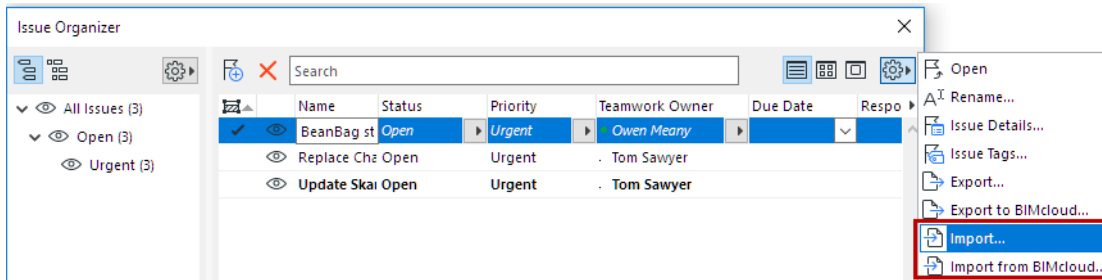 Issue Organizer
Search
All Issues (3)
Open (3)
Urgent (3)
Name Status Priority Teamwork Owner Due Date Respo
BeanBag st Open Urgent Owen Meany
Replace Cha Open Urgent Tom Sawyer
Update Skar Open Urgent Tom Sawyer
Open
Rename...
Issue Details...
Issue Tags...
Export...
Export to BIMcloud...
Import...
Import from BIMcloud..